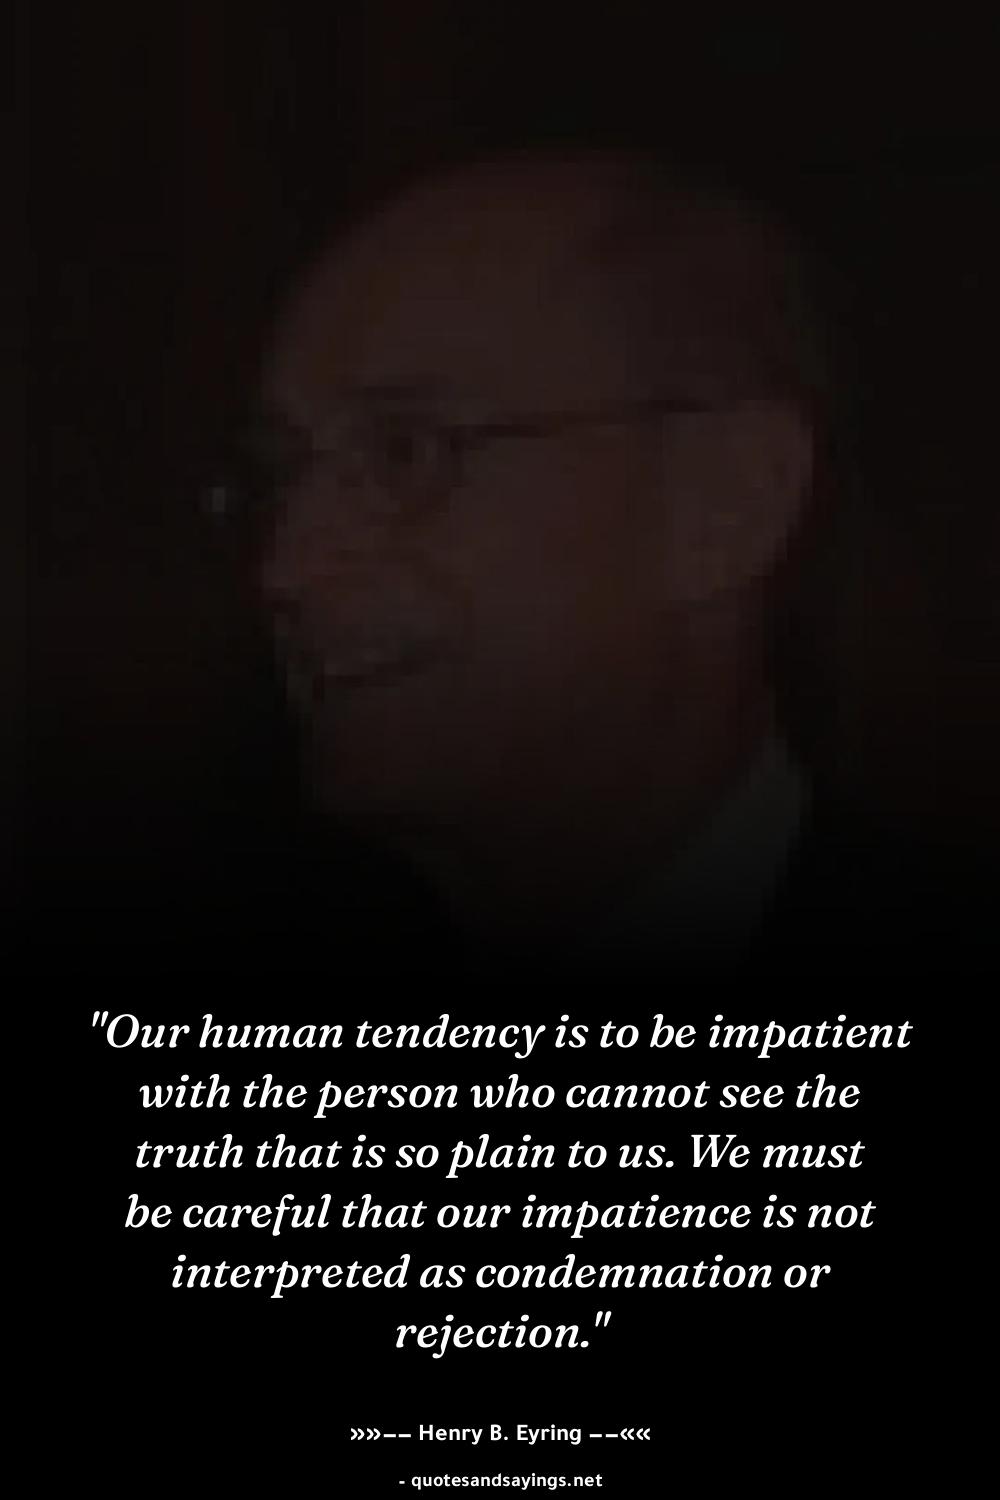 "Our human tendency is to be impatient
with the person who cannot see the
truth that is so plain to us. We must
be careful that our impatience is not
interpreted as condemnation or
rejection."
»»–– Henry B. Eyring ––««
- quotesandsayings.net